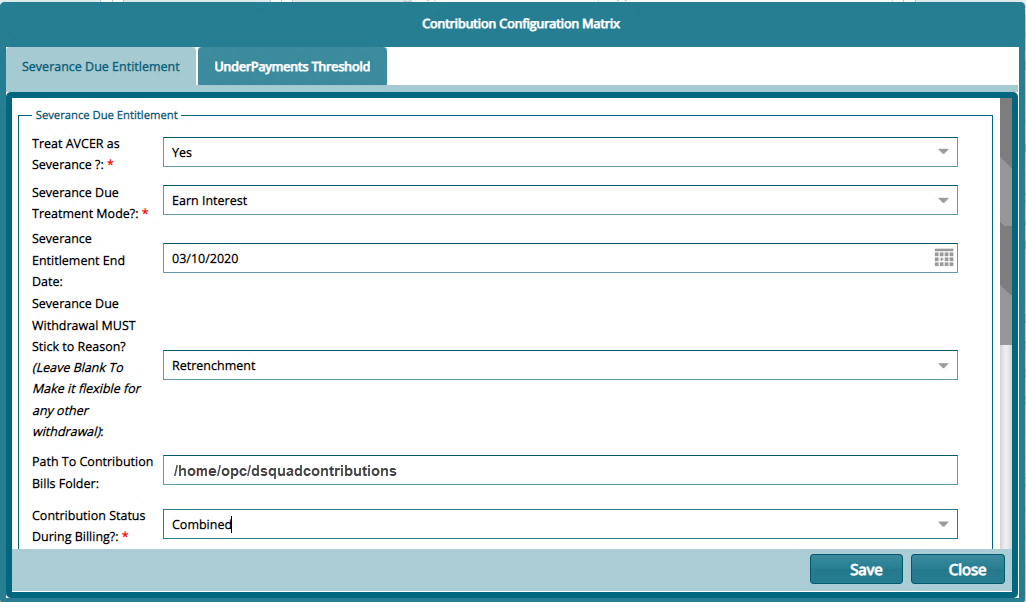 Contribution Configuration Matrix
Severance Due Entitlement UnderPayments Threshold
Severance Due Entitlement
Treat AVCER as
Severance ?: *
Yes
Severance Due
Treatment Mode?: *
Earn Interest
Severance
Entitlement End
Date:
03/10/2020
Severance Due
Withdrawal MUST
Stick to Reason?
(Leave Blank To
Make it flexible for
any other
withdrawal):
Retrenchment
Path To Contribution
Bills Folder:
/home/opc/dsquadcontributions
Contribution Status
During Billing?: *
Combined
Save Close